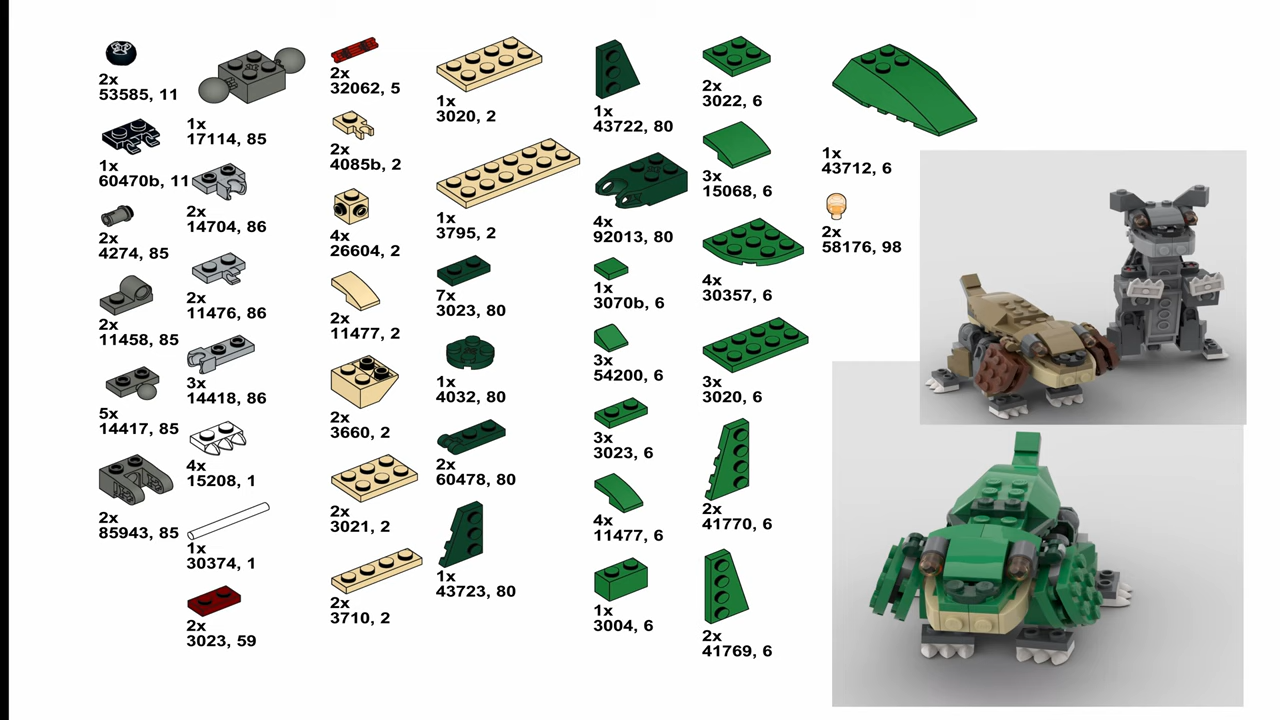 2x
53585, 11
1x
60470b, 11
2x
4274, 85
2x
11458, 85
5x
14417, 85
2x
85943, 85
1x
17114, 85
2x
14704, 86
2x
11476, 86
3x
14418, 86
4x
15208, 1
1x
30374, 1
2x
3023, 59
2x
32062, 5
2x
4085b, 2
4x
26604, 2
2x
11477, 2
2x
3660, 2
2x
3021, 2
2x
3710, 2
1x
3020, 2
1x
3795, 2
7x
3023, 80
1x
4032, 80
2x
60478, 80
1x
43723, 80
1x
43722, 80
4x
92013, 80
1x
3070b, 6
3x
54200, 6
3x
3023, 6
4x
11477, 6
1x
3004, 6
2x
3022, 6
3x
15068, 6
4x
30357, 6
3x
3020, 6
2x
41770, 6
2x
41769, 6
1x
43712, 6
2x
58176, 98